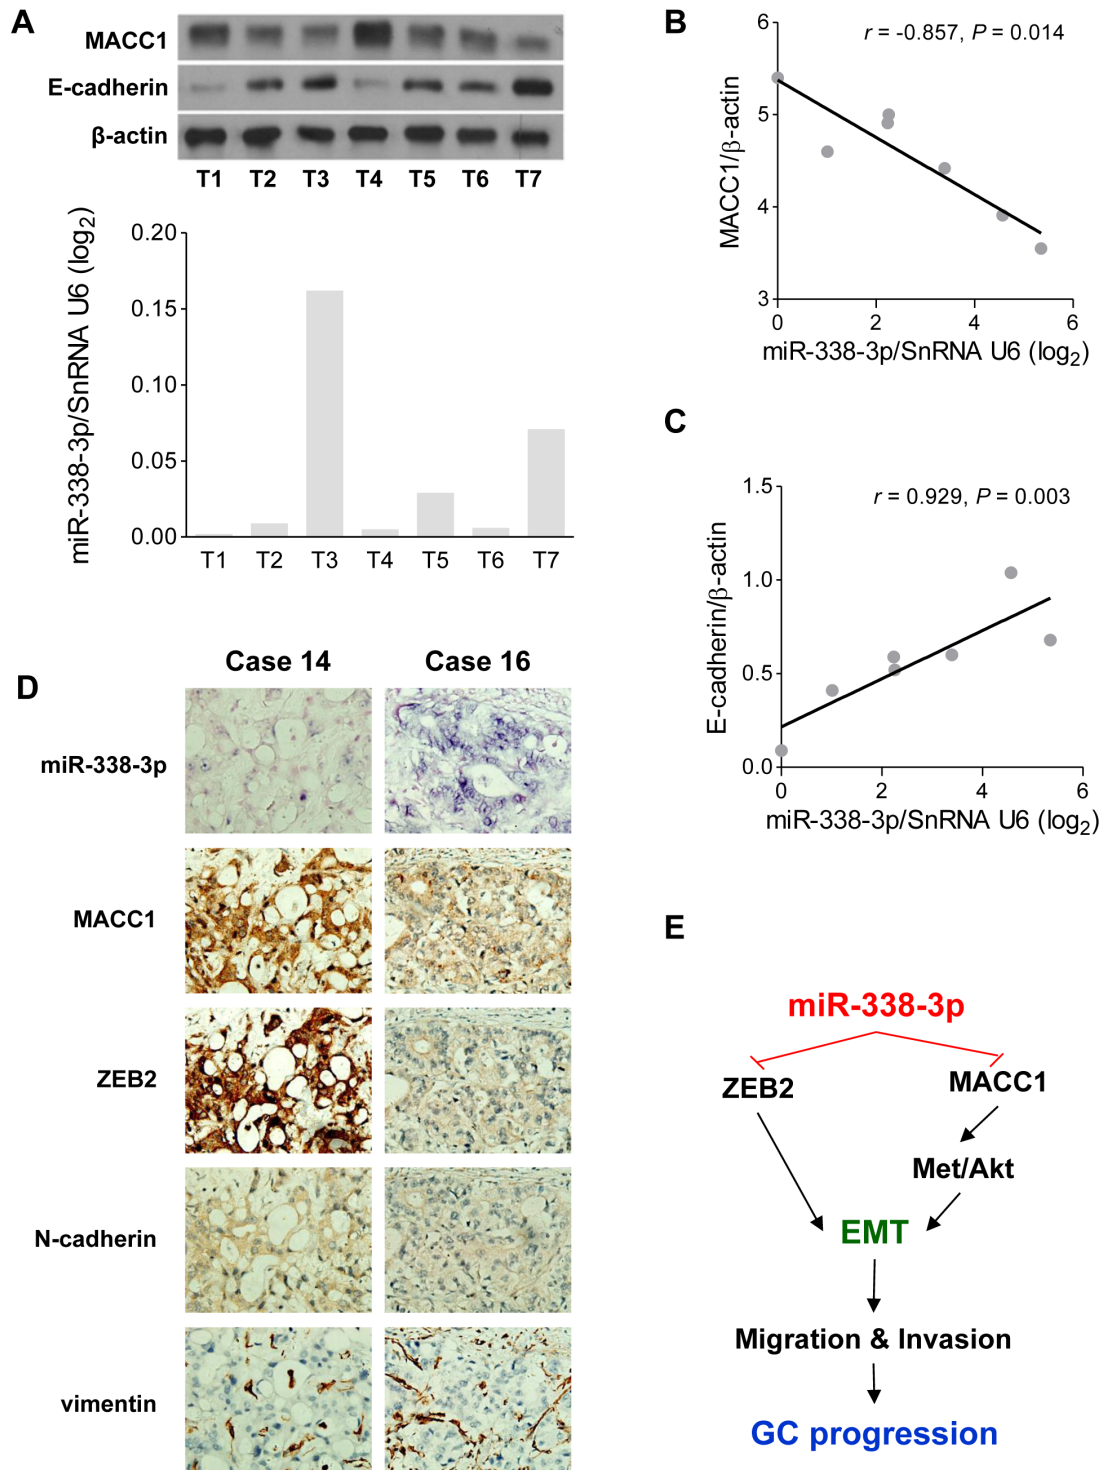 A
MACC1
E-cadherin
β-actin
T1 T2 T3 T4 T5 T6 T7
miR-338-3p/SnRNA U6 (log2)
0.20
0.15
0.10
0.05
0.00
T1 T2 T3 T4 T5 T6 T7
B
r = -0.857, P = 0.014
MACC1/β-actin
6
5
4
3
0 2 4 6
miR-338-3p/SnRNA U6 (log2)
C
r = 0.929, P = 0.003
E-cadherin/β-actin
1.5
1.0
0.5
0.0
0 2 4 6
miR-338-3p/SnRNA U6 (log2)
D
Case 14 Case 16
miR-338-3p
MACC1
ZEB2
N-cadherin
vimentin
E
miR-338-3p
ZEB2 MACC1
Met/Akt
EMT
Migration & Invasion
GC progression